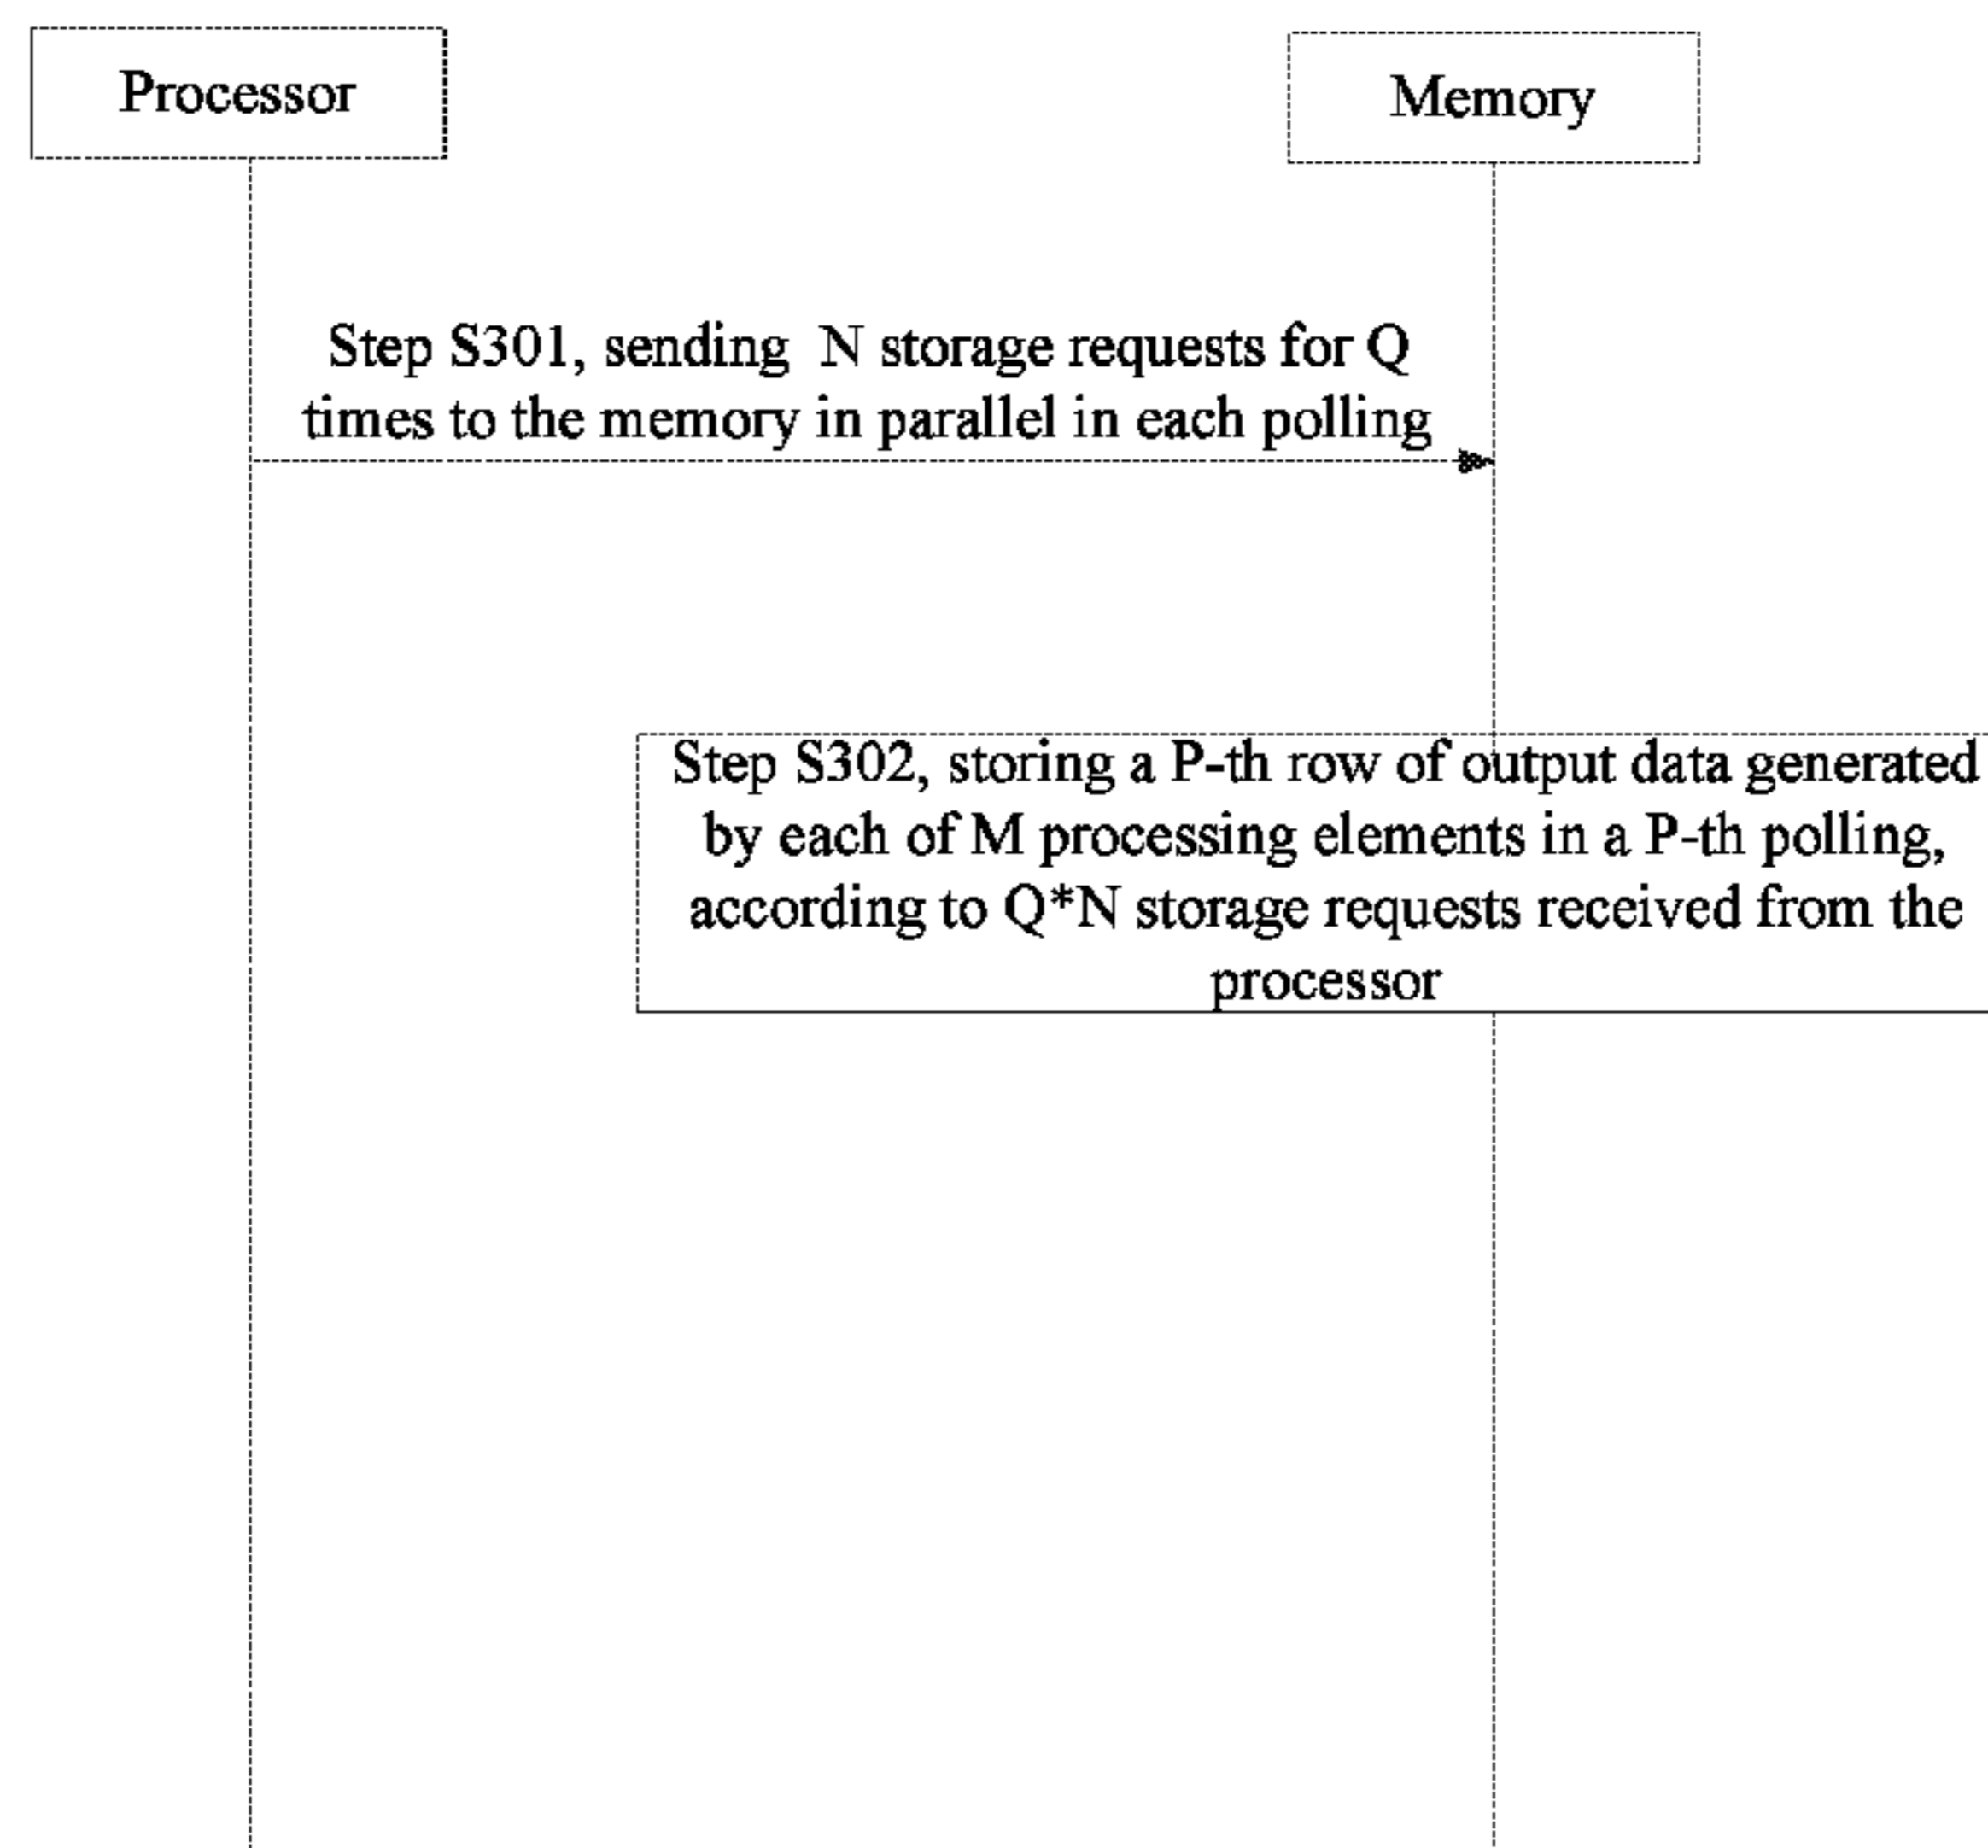 Processor
Memory
Step S301, sending N storage requests for Q
times to the memory in parallel in each polling
Step S302, storing a P-th row of output data generated
by each of M processing elements in a P-th polling,
according to Q*N storage requests received from the
processor